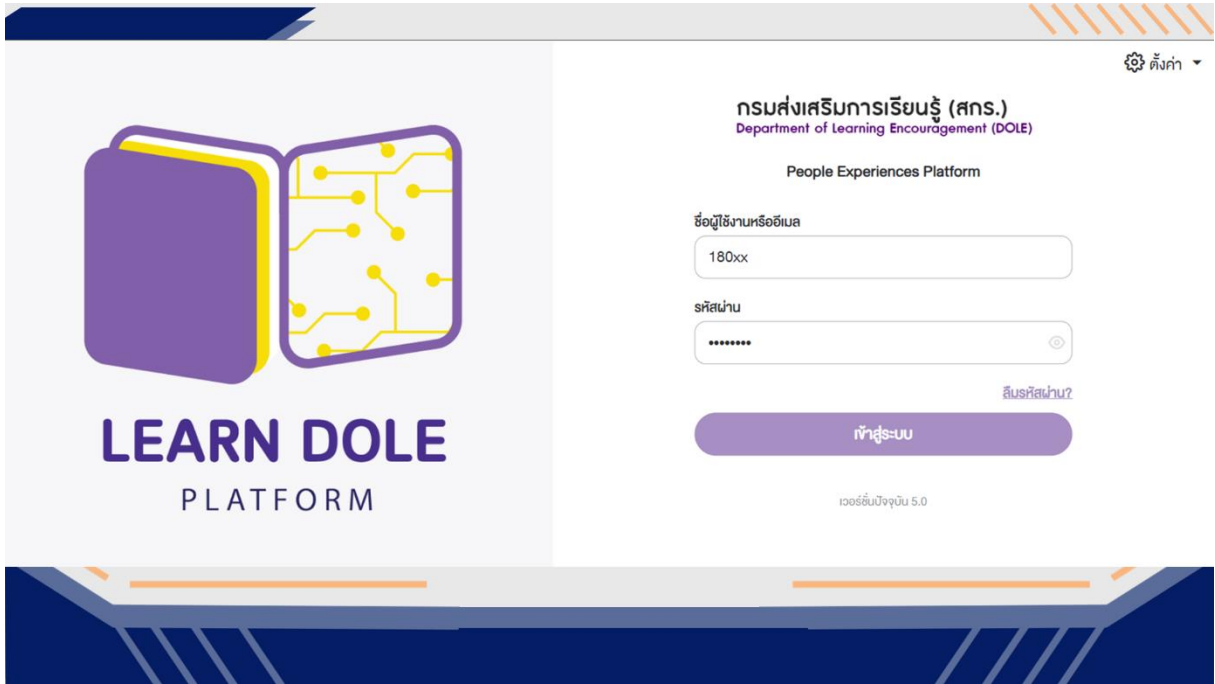 ตั้งค่า
กรมส่งเสริมการเรียนรู้ (สกร.)
Department of Learning Encouragement (DOLE)
People Experiences Platform
ชื่อผู้ใช้งานหรืออีเมล
180xx
รหัสผ่าน
••••••••
ลืมรหัสผ่าน?
เข้าสู่ระบบ
เวอร์ชั่นปัจจุบัน 5.0
LEARN DOLE
PLATFORM